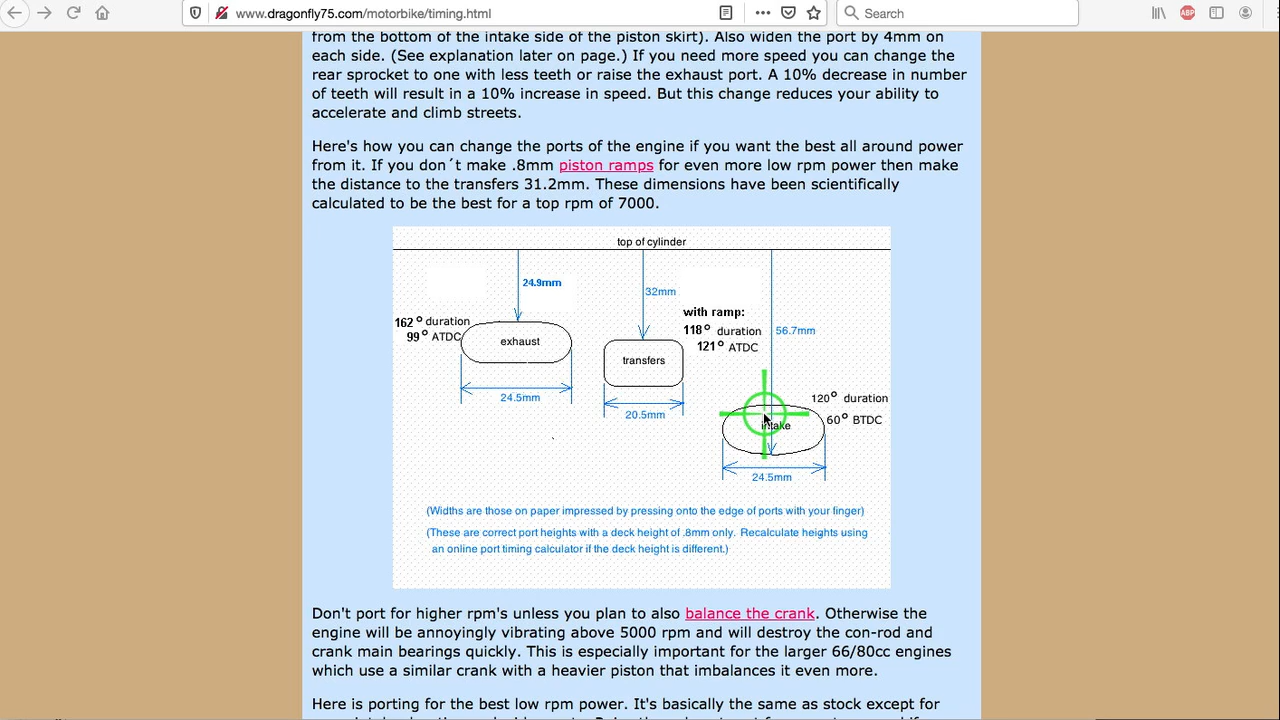 www.dragonfly75.com/motorbike/timing.html
Search
ABP
from the bottom of the intake side of the piston skirt). Also widen the port by 4mm on
each side. (See explanation later on page.) If you need more speed you can change the
rear sprocket to one with less teeth or raise the exhaust port. A 10% decrease in number
of teeth will result in a 10% increase in speed. But this change reduces your ability to
accelerate and climb streets.
Here's how you can change the ports of the engine if you want the best all around power
from it. If you don´t make .8mm piston ramps for even more low rpm power then make
the distance to the transfers 31.2mm. These dimensions have been scientifically
calculated to be the best for a top rpm of 7000.
top of cylinder
24.9mm
32mm
with ramp:
162° duration
118° duration
56.7mm
99° ATDC
exhaust
121° ATDC
transfers
24.5mm
120° duration
20.5mm
intake
60° BTDC
24.5mm
(Widths are those on paper impressed by pressing onto the edge of ports with your finger)
(These are correct port heights with a deck height of .8mm only. Recalculate heights using
an online port timing calculator if the deck height is different.)
Don't port for higher rpm's unless you plan to also balance the crank. Otherwise the
engine will be annoyingly vibrating above 5000 rpm and will destroy the con-rod and
crank main bearings quickly. This is especially important for the larger 66/80cc engines
which use a similar crank with a heavier piston that imbalances it even more.
Here is porting for the best low rpm power. It's basically the same as stock except for